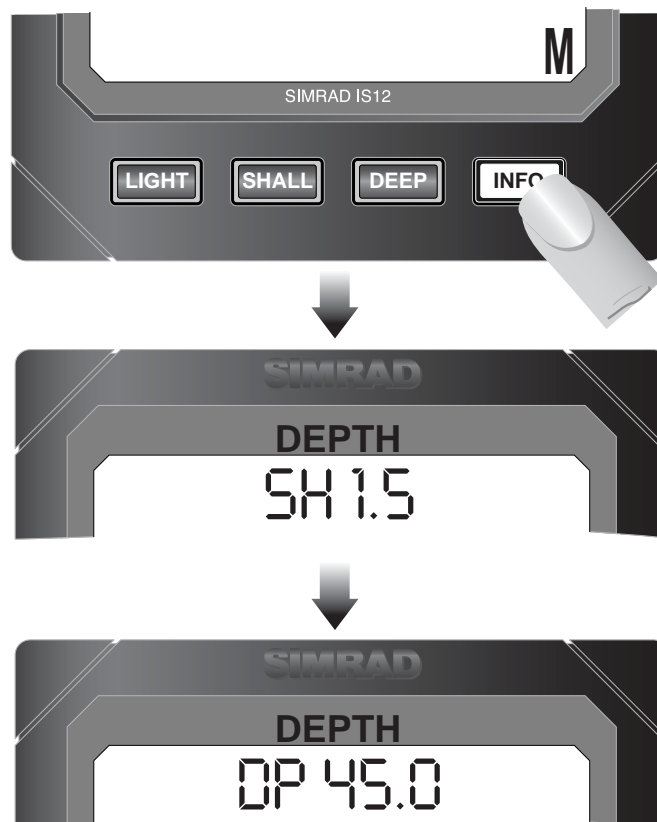 M
SIMRAD IS12
LIGHT SHALL DEEP INFO
SIMRAD
DEPTH
SH 1.5
SIMRAD
DEPTH
DP 45.0